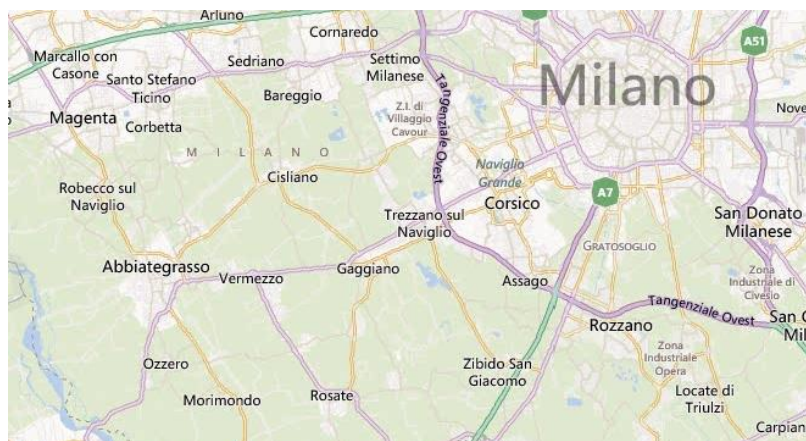 Arluno
Cornaredo
A51
Marcallo con
Casone
Sedriano
Settimo
Milanese
Santo Stefano
Ticino
Bareggio
Milano
Z.I. di
Villaggio
Cavour
Tangenziale Ovest
Magenta
Corbetta
Nove
MILANO
Naviglio
Grande
Cisliano
Robecco sul
Naviglio
A7
Corsico
Trezzano sul
Naviglio
San Donato
Milanese
GRATOSOGLIO
Abbiategrasso
Vermezzo
Gaggiano
Assago
Zona
Industriale di
Civesio
Tangenziale Ovest
Rozzano
San
Mil
Zona
Industriale
Opera
Ozzero
Zibido San
Giacomo
Morimondo
Rosate
Locate di
Triulzi
Carpian